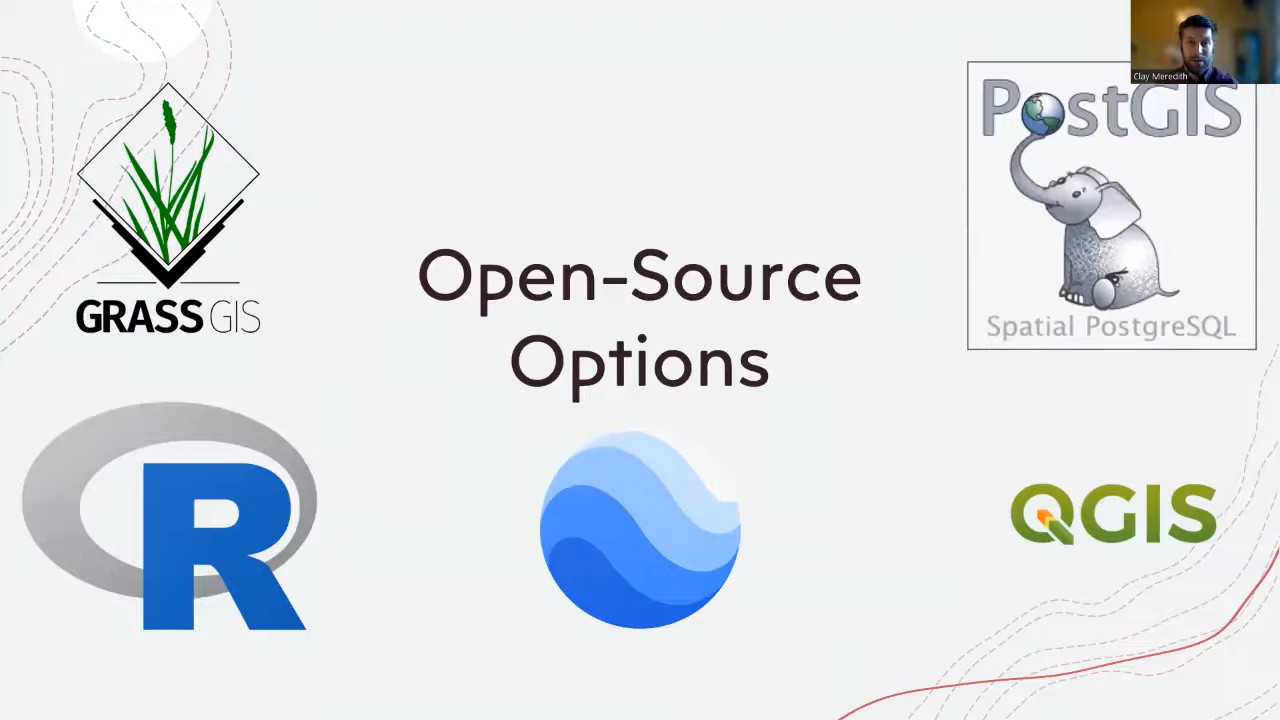 Clay Meredith
PostGIS
Spatial PostgreSQL
GRASS GIS
Open-Source
Options
R
QGIS